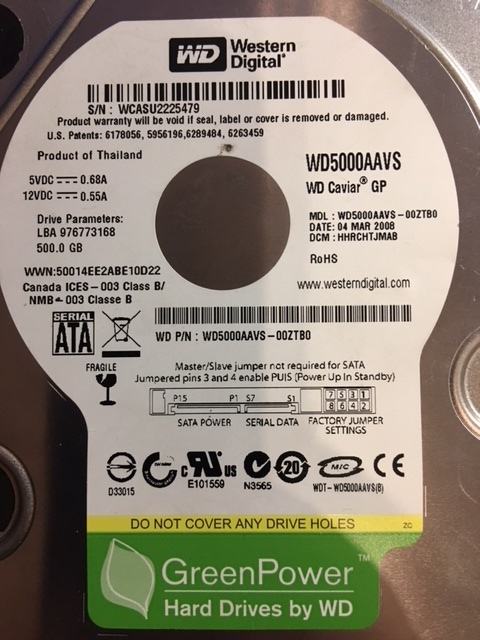 WD Western Digital®
S/N : WCASU2225479
Product warranty will be void if seal, label or cover is removed or damaged.
U.S. Patents: 6178056, 5956196,6289484, 6263459
Product of Thailand
5VDC 0.68A
12VDC 0.55A
Drive Parameters:
LBA 976773168
500.0 GB
WWN:50014EE2ABE10D22
Canada ICES - 003 Class B/
NMB - 003 Classe B
WD5000AAVS
WD Caviar® GP
MDL : WD5000AAVS - 00ZTB0
DATE: 04 MAR 2008
DCM : HHRCHTJMAB
RoHS
www.westerndigital.com
SERIAL
ATA
WD P/N : WD5000AAVS - 00ZTB0
FRAGILE
Master/Slave jumper not required for SATA
Jumpered pins 3 and 4 enable PUIS (Power Up In Standby)
P15 P1 S7 S1 7 5 3 1
8 6 4 2
SATA POWER SERIAL DATA FACTORY JUMPER
SETTINGS
c US 20 MIC CE
D33015 E101559 N3565 WDT - WD5000AAVS(B)
DO NOT COVER ANY DRIVE HOLES ZC
GreenPower™
Hard Drives by WD